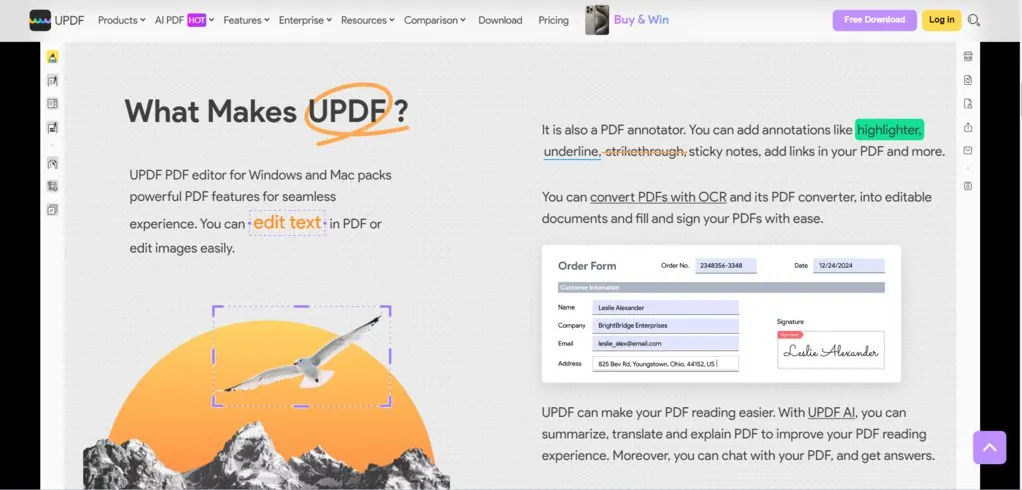 UPDF Products AI PDF HOT Features Enterprise Resources Comparison Download Pricing Buy & Win Free Download Log in
What Makes UPDF ?
UPDF PDF editor for Windows and Mac packs
powerful PDF features for seamless
experience. You can edit text in PDF or
edit images easily.
It is also a PDF annotator. You can add annotations like highlighter,
underline, strikethrough, sticky notes, add links in your PDF and more.
You can convert PDFs with OCR and its PDF converter, into editable
documents and fill and sign your PDFs with ease.
Order Form Order No. 2348356-3348 Date 12/24/2024
Customer Information
Name Leslie Alexander
Company BrightBridge Enterprises
Email leslie_alex@email.com
Address 825 Bev Rd, Youngstown, Ohio, 44152, US
Signature
Leslie Alexander
UPDF can make your PDF reading easier. With UPDF AI, you can
summarize, translate and explain PDF to improve your PDF reading
experience. Moreover, you can chat with your PDF, and get answers.